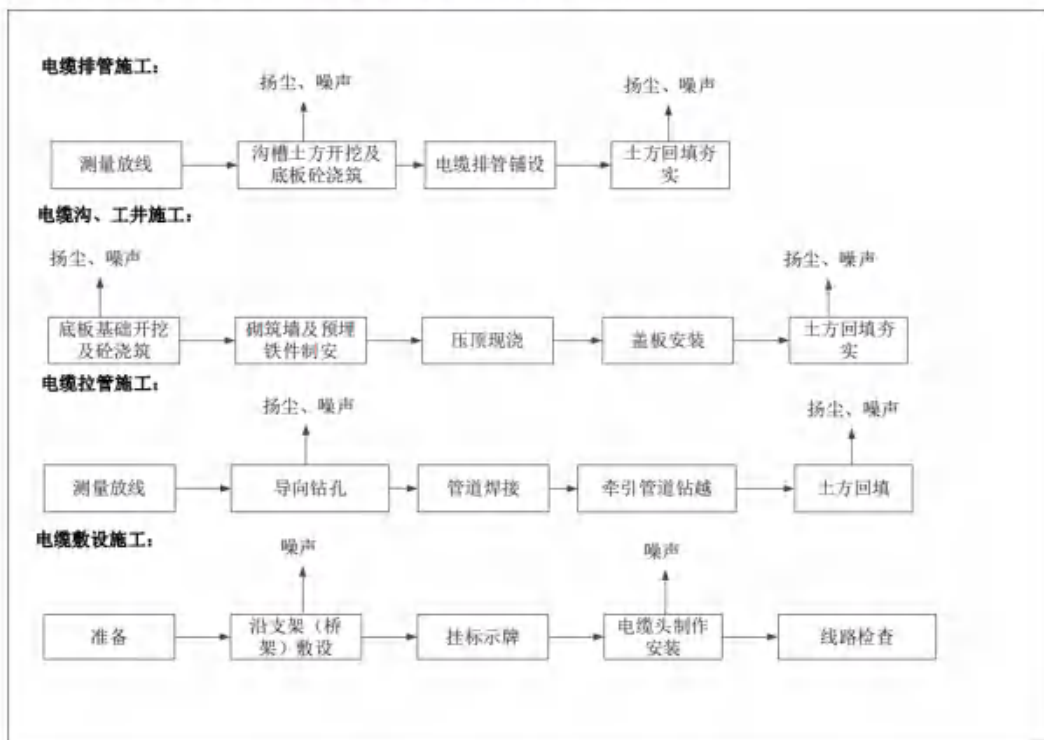 电缆排管施工：
扬尘、噪声
扬尘、噪声
测量放线
沟槽土方开挖及
底板砼浇筑
电缆排管铺设
土方回填夯
实
电缆沟、工井施工：
扬尘、噪声
扬尘、噪声
底板基础开挖
及砼浇筑
砌筑墙及预埋
铁件制安
压顶现浇
盖板安装
土方回填夯
实
电缆拉管施工：
扬尘、噪声
扬尘、噪声
测量放线
导向钻孔
管道焊接
牵引管道钻越
土方回填
电缆敷设施工：
噪声
噪声
准备
沿支架（桥
架）敷设
挂标示牌
电缆头制作
安装
线路检查